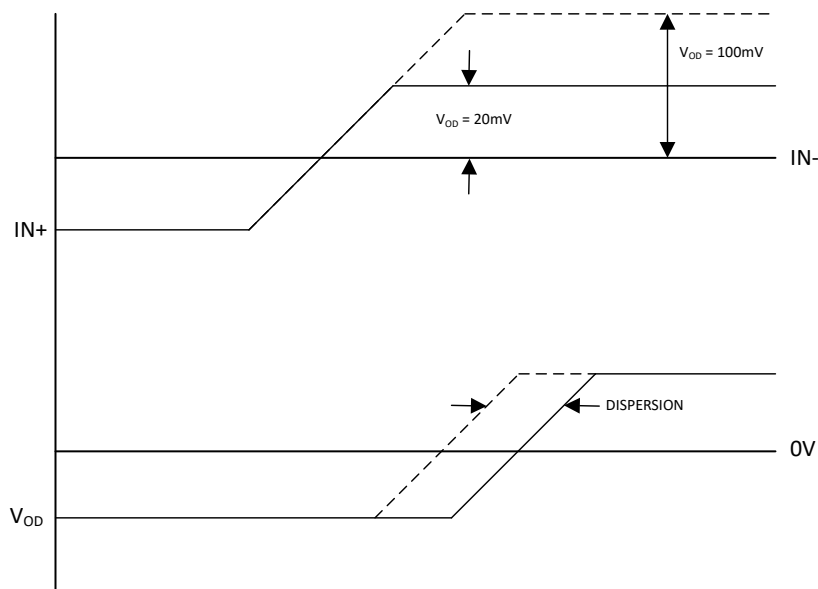 V_OD = 100mV
V_OD = 20mV
IN-
IN+
DISPERSION
0V
V_OD